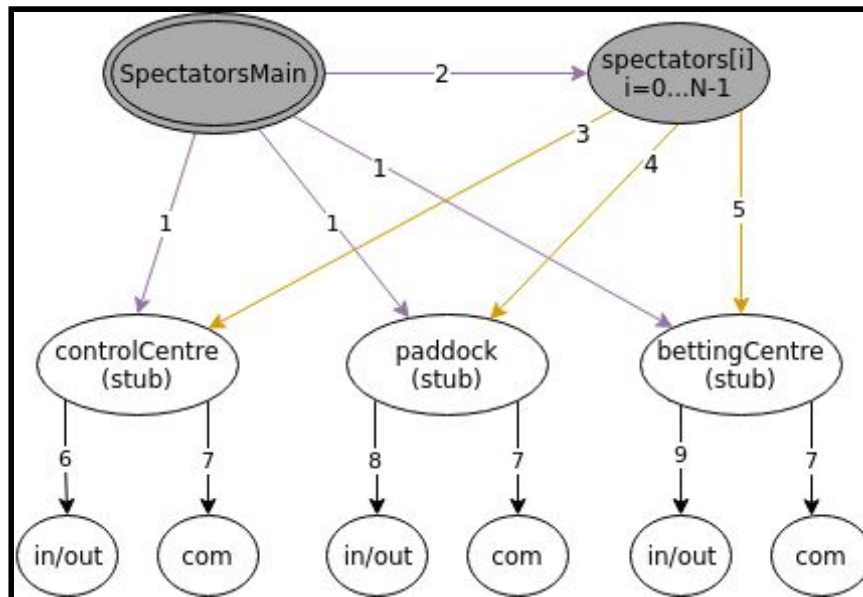 SpectatorsMain
2
spectators[i]
i=0...N-1
3
1
4
1
1
5
controlCentre
(stub)
paddock
(stub)
bettingCentre
(stub)
6
7
8
7
9
7
in/out
com
in/out
com
in/out
com